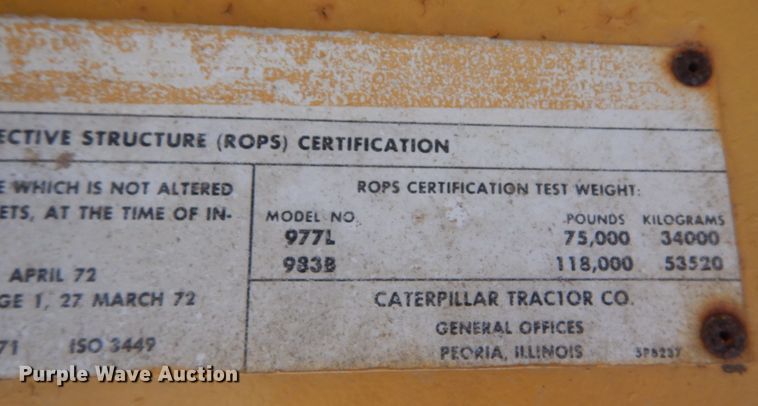 ECTIVE STRUCTURE (ROPS) CERTIFICATION
E WHICH IS NOT ALTERED
ETS, AT THE TIME OF IN-
APRIL 72
GE 1, 27 MARCH 72
71 ISO 3449
ROPS CERTIFICATION TEST WEIGHT:
MODEL NO. POUNDS KILOGRAMS
977L 75,000 34000
983B 118,000 53520
CATERPILLAR TRACTOR CO.
GENERAL OFFICES
PEORIA, ILLINOIS 5P8237
Purple Wave Auction